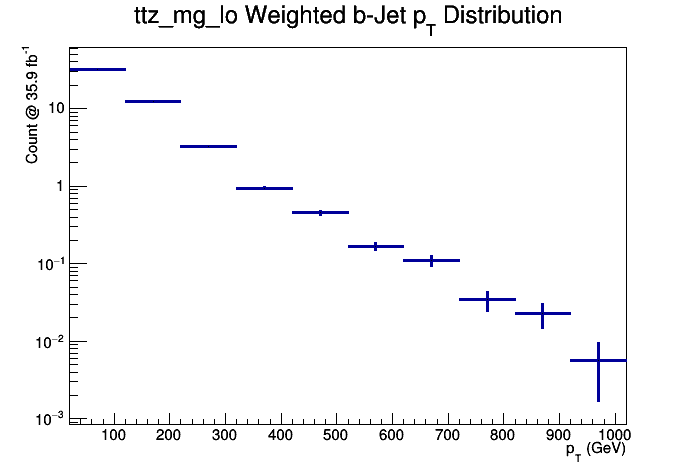 ttz_mg_lo Weighted b-Jet p_T Distribution
Count @ 35.9 fb⁻¹
10
1
10⁻¹
10⁻²
10⁻³
100 200 300 400 500 600 700 800 900 1000
p_T (GeV)